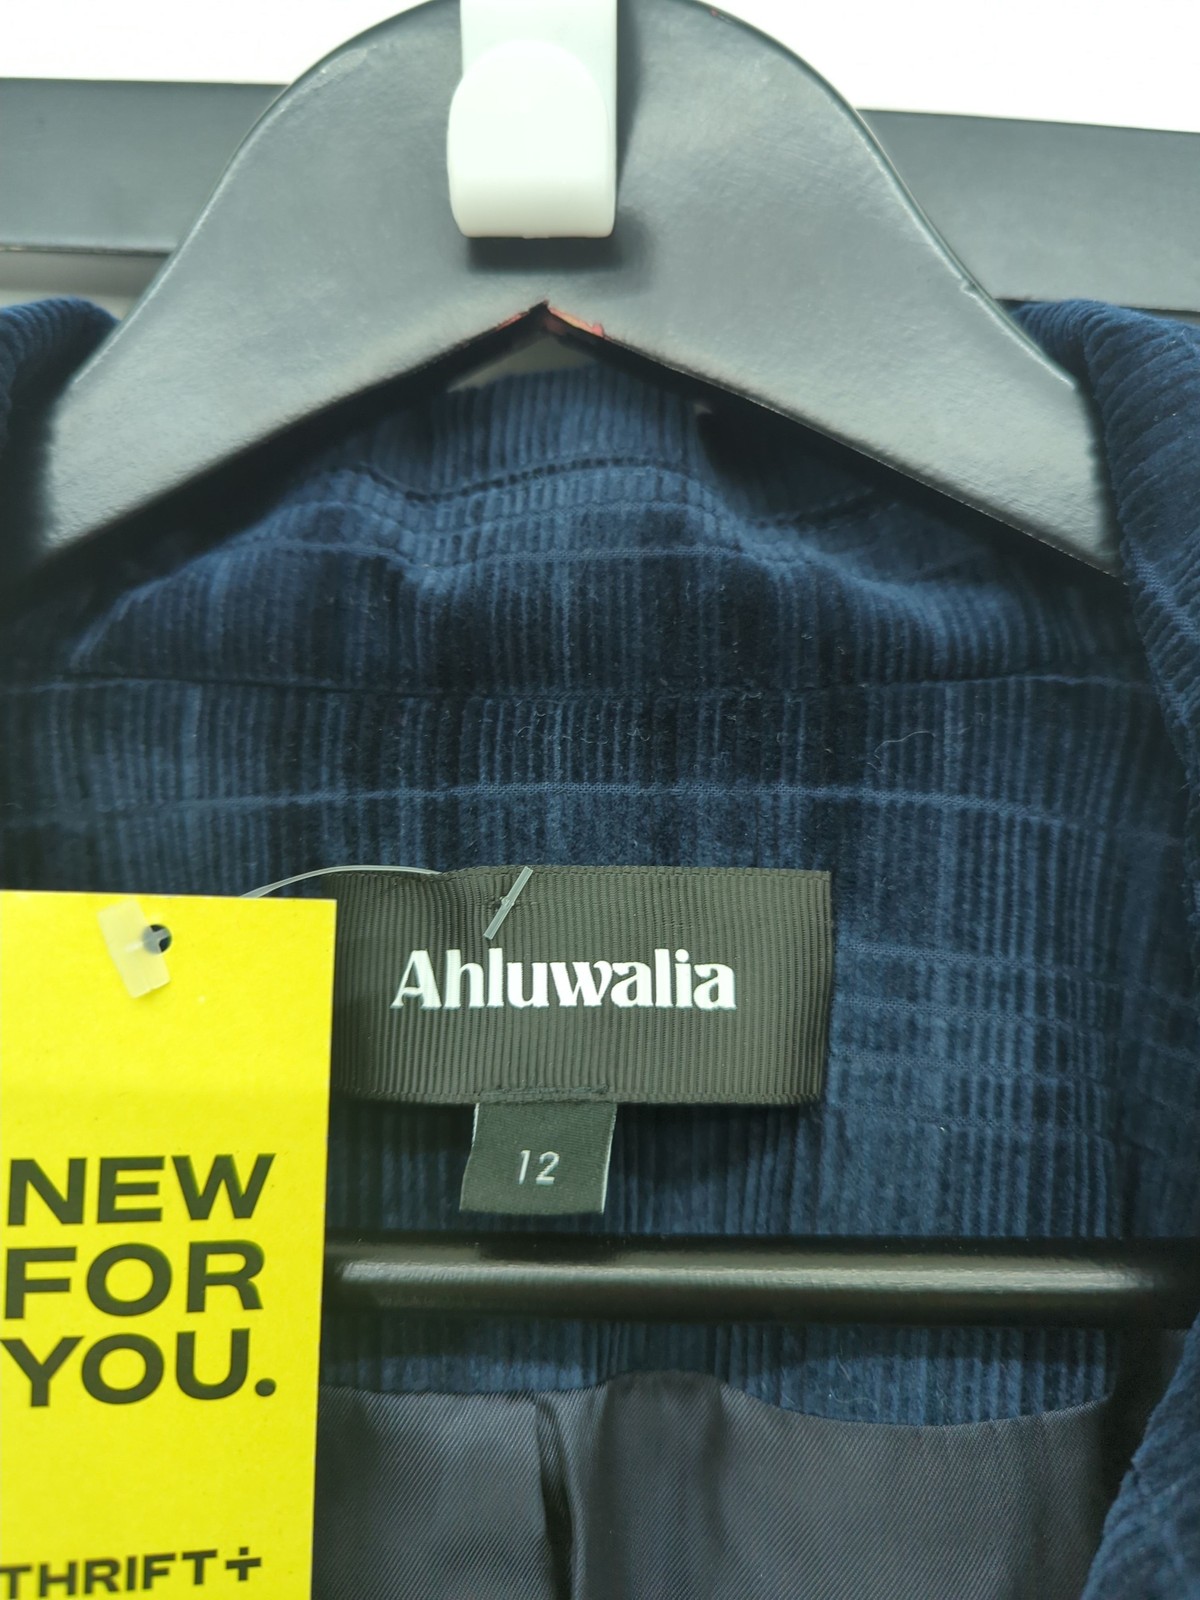 Ahluwalia
12
NEW
FOR
YOU.
THRIFT+